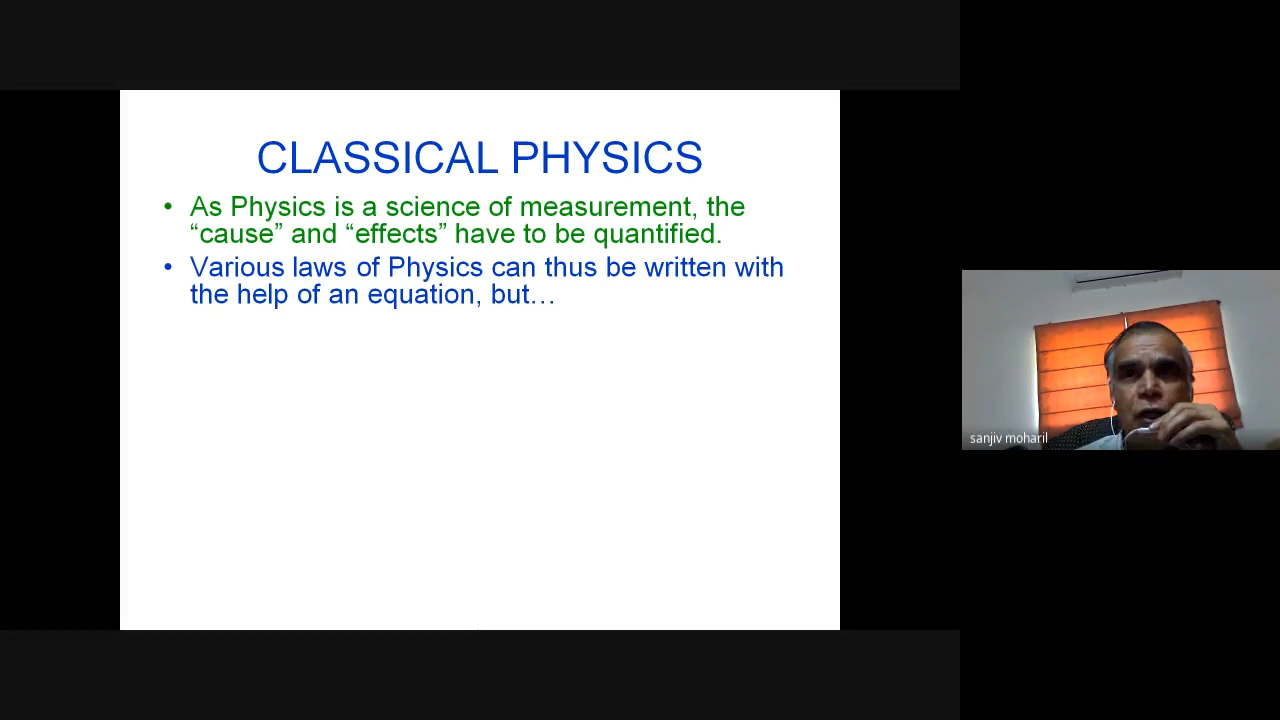 CLASSICAL PHYSICS
• As Physics is a science of measurement, the
“cause” and “effects” have to be quantified.
• Various laws of Physics can thus be written with
the help of an equation, but…
sanjiv moharil